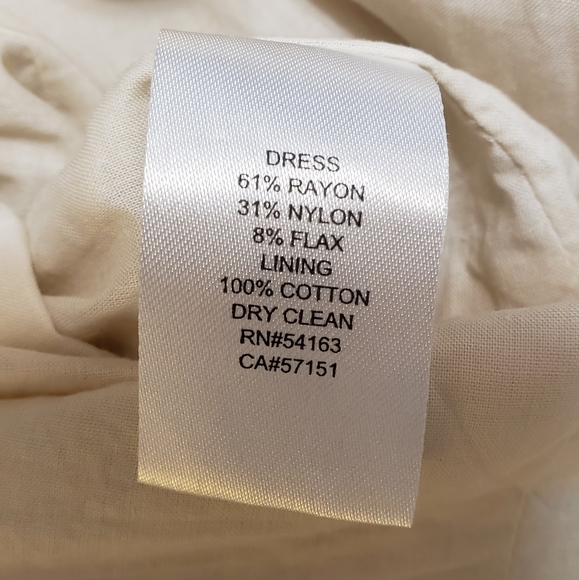 DRESS
61% RAYON
31% NYLON
8% FLAX
LINING
100% COTTON
DRY CLEAN
RN#54163
CA#57151